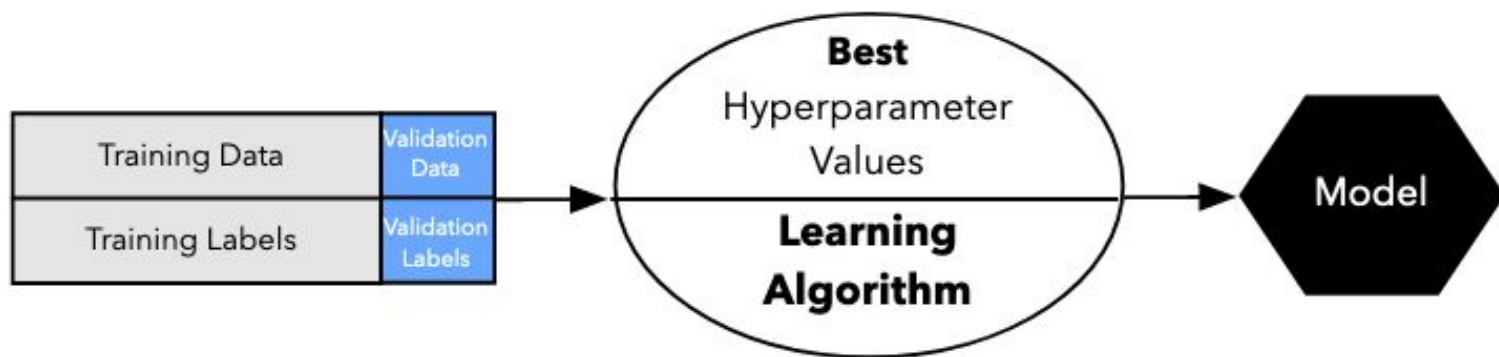 Training Data
Validation
Data
Training Labels
Validation
Labels
Best
Hyperparameter
Values
Learning
Algorithm
Model